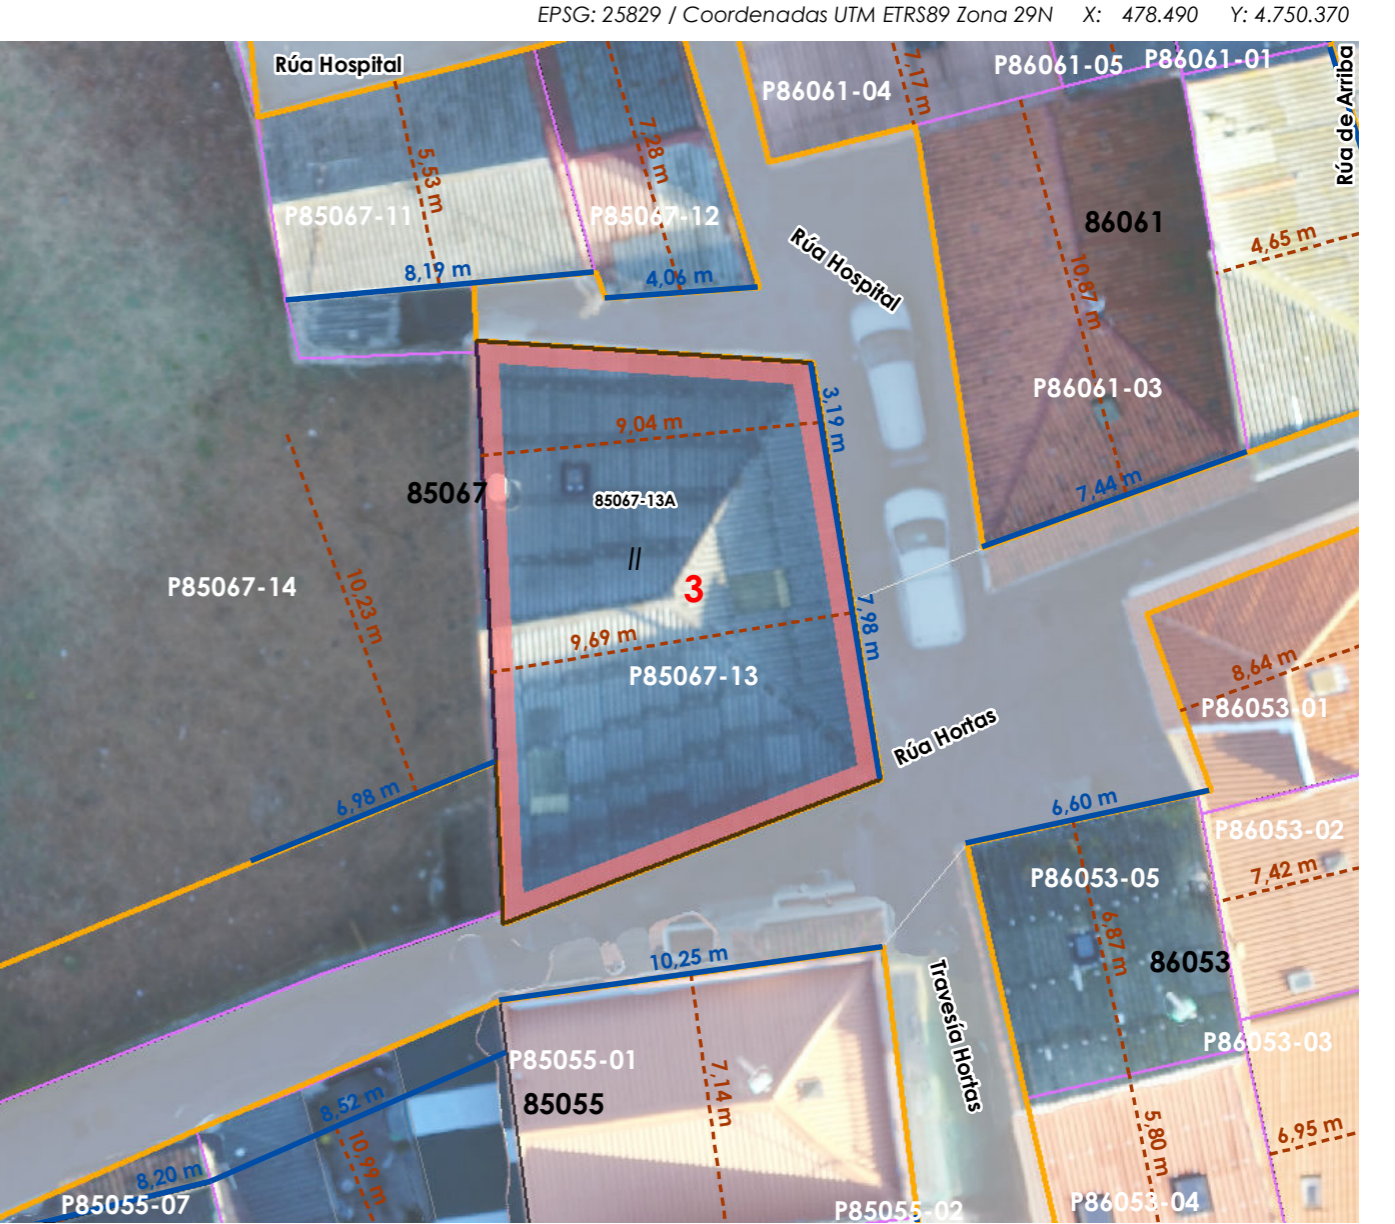 EPSG: 25829 / Coordenadas UTM ETRS89 Zona 29N X: 478.490 Y: 4.750.370
Rúa Hospital
P86061-04
7,17 m
P86061-05
P86061-01
Rúa de Arriba
5,53 m
7,28 m
P85067-11
P85067-12
86061
Rúa Hospital
4,65 m
8,19 m
4,06 m
10,87 m
P86061-03
3,19 m
9,04 m
85067
85067-13A
7,44 m
II
P85067-14
3
10,23 m
9,69 m
7,98 m
P85067-13
8,64 m
P86053-01
Rúa Hortas
6,98 m
6,60 m
P86053-02
P86053-05
7,42 m
6,87 m
86053
10,25 m
Travesía Hortas
P86053-03
P85055-01
7,14 m
85055
8,52 m
10,99 m
5,80 m
6,95 m
8,20 m
P85055-07
P85055-02
P86053-04